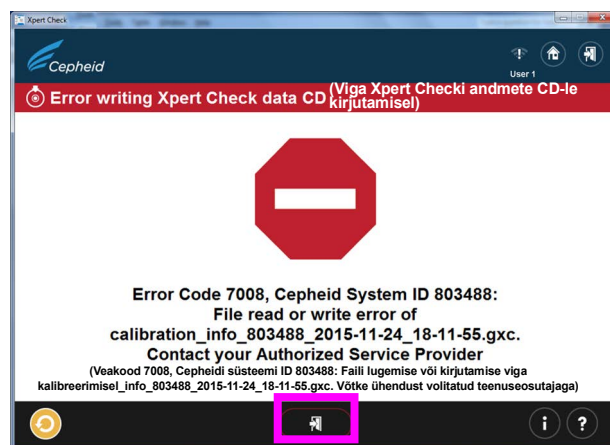 Xpert Check
Cepheid
User 1
Error writing Xpert Check data CD (Viga Xpert Checki andmete CD-le
kirjutamisel)
Error Code 7008, Cepheid System ID 803488:
File read or write error of
calibration_info_803488_2015-11-24_18-11-55.gxc.
Contact your Authorized Service Provider
(Veakood 7008, Cepheidi süsteemi ID 803488: Faili lugemise või kirjutamise viga
kalibreerimisel_info_803488_2015-11-24_18-11-55.gxc. Võtke ühendust volitatud teenuseosutajaga)
i ?